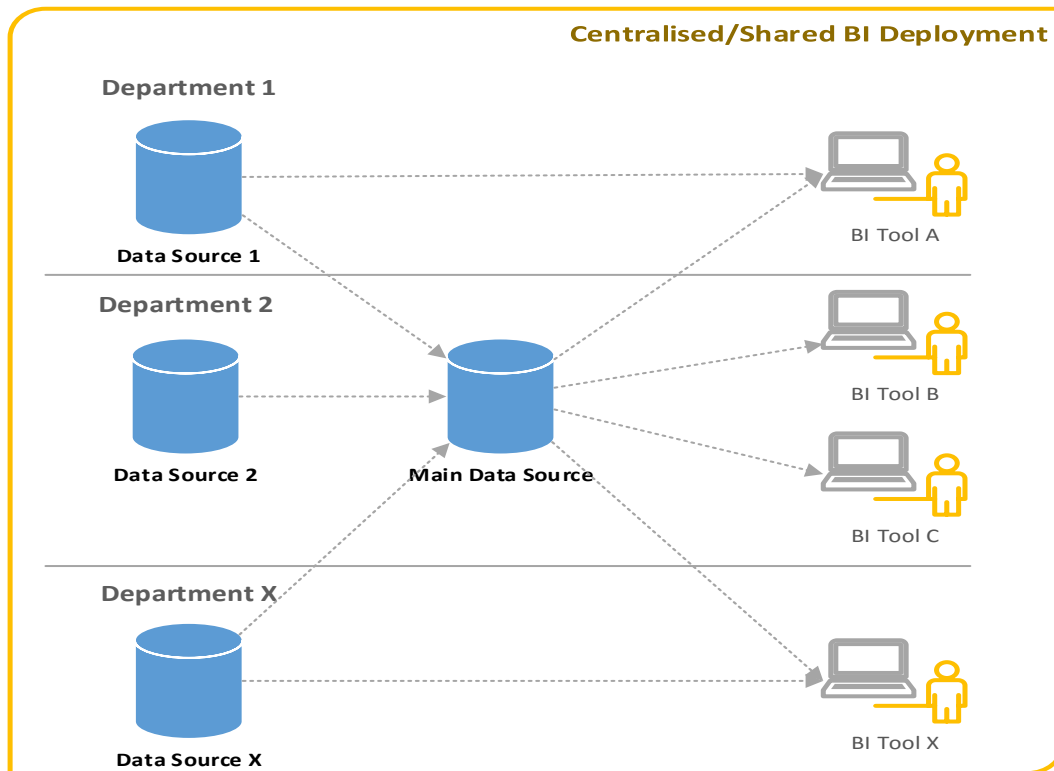 Centralised/Shared BI Deployment
Department 1
Data Source 1
BI Tool A
Department 2
Data Source 2
Main Data Source
BI Tool B
BI Tool C
Department X
Data Source X
BI Tool X